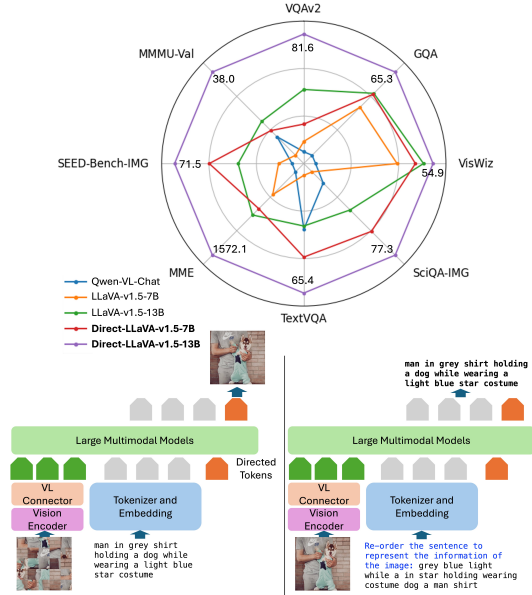 VQAv2
MMMU-Val
GQA
81.6
38.0
65.3
SEED-Bench-IMG
71.5
VisWiz
54.9
1572.1
77.3
65.4
MME
SciQA-IMG
TextVQA
Qwen-VL-Chat
LLaVA-v1.5-7B
LLaVA-v1.5-13B
Direct-LLaVA-v1.5-7B
Direct-LLaVA-v1.5-13B
Large Multimodal Models
Directed
Tokens
VL
Connector
Vision
Encoder
Tokenizer and
Embedding
man in grey shirt
holding a dog while
wearing a light blue
star costume
man in grey shirt holding
a dog while wearing a
light blue star costume
Large Multimodal Models
VL
Connector
Vision
Encoder
Tokenizer and
Embedding
Re-order the sentence to
represent the information of
the image: grey blue light
while a in star holding wearing
costume dog a man shirt